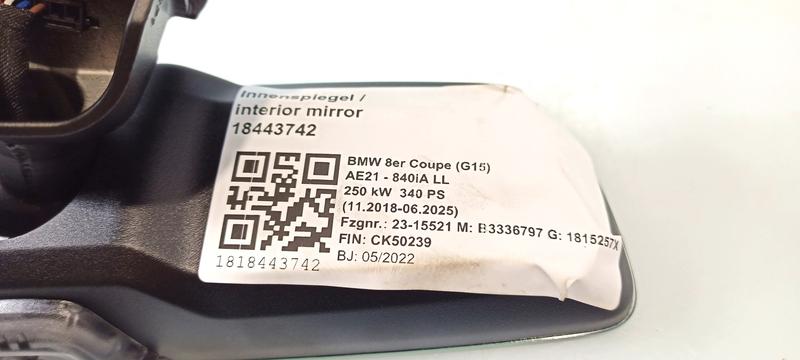 Innenspiegel /
interior mirror
18443742
BMW 8er Coupe (G15)
AE21 - 840iA LL
250 kW 340 PS
(11.2018-06.2025)
Fzgnr.: 23-15521 M: B3336797 G: 1815257X
FIN: CK50239
BJ: 05/2022
1818443742